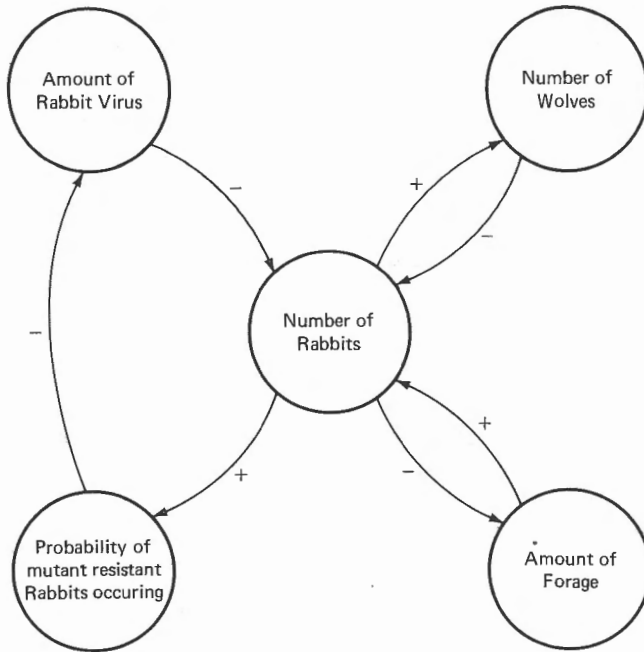 Amount of
Rabbit Virus
Number of
Wolves
−
+
−
Number of
Rabbits
−
+
+
−
Probability of
mutant resistant
Rabbits occuring
Amount of
Forage